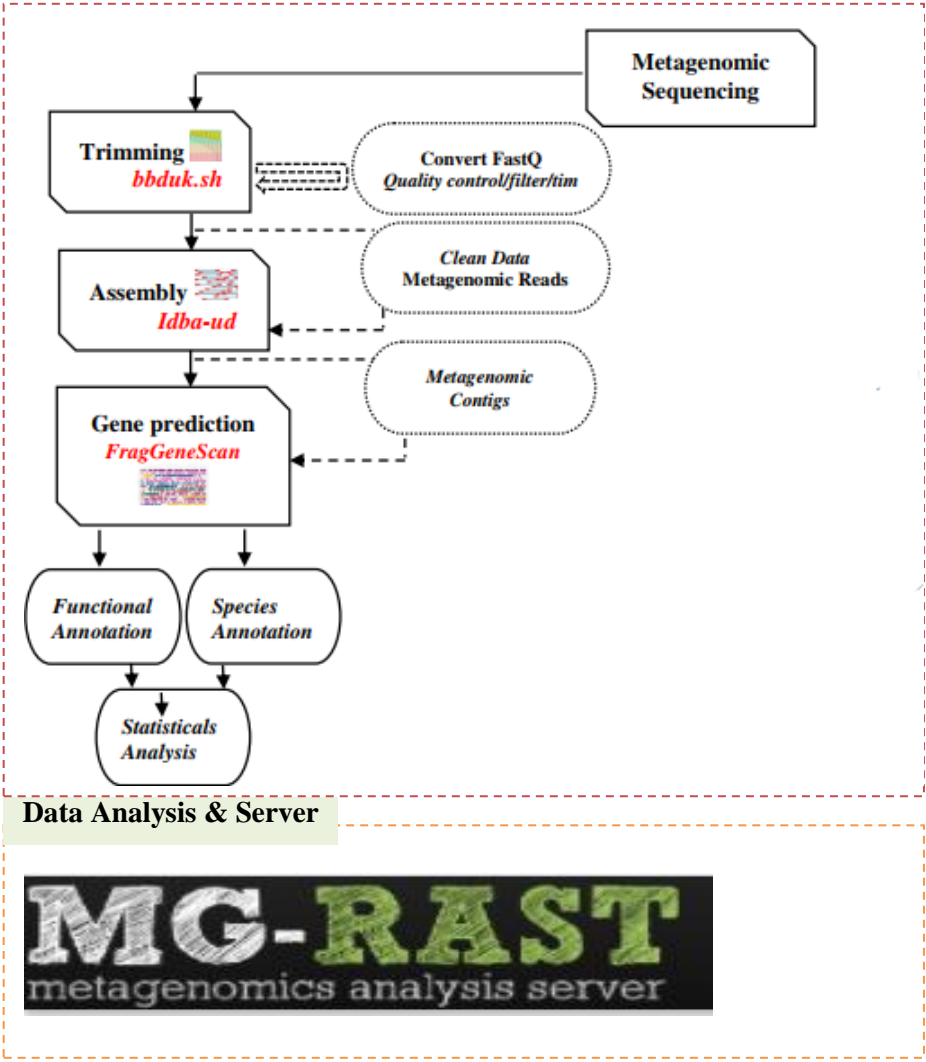 Metagenomic
Sequencing
Trimming
bbduk.sh
Convert FastQ
Quality control/filter/tim
Clean Data
Metagenomic Reads
Assembly
Idba-ud
Metagenomic
Contigs
Gene prediction
FragGeneScan
Functional
Annotation
Species
Annotation
Statisticals
Analysis
Data Analysis & Server
MG-RAST
metagenomics analysis server